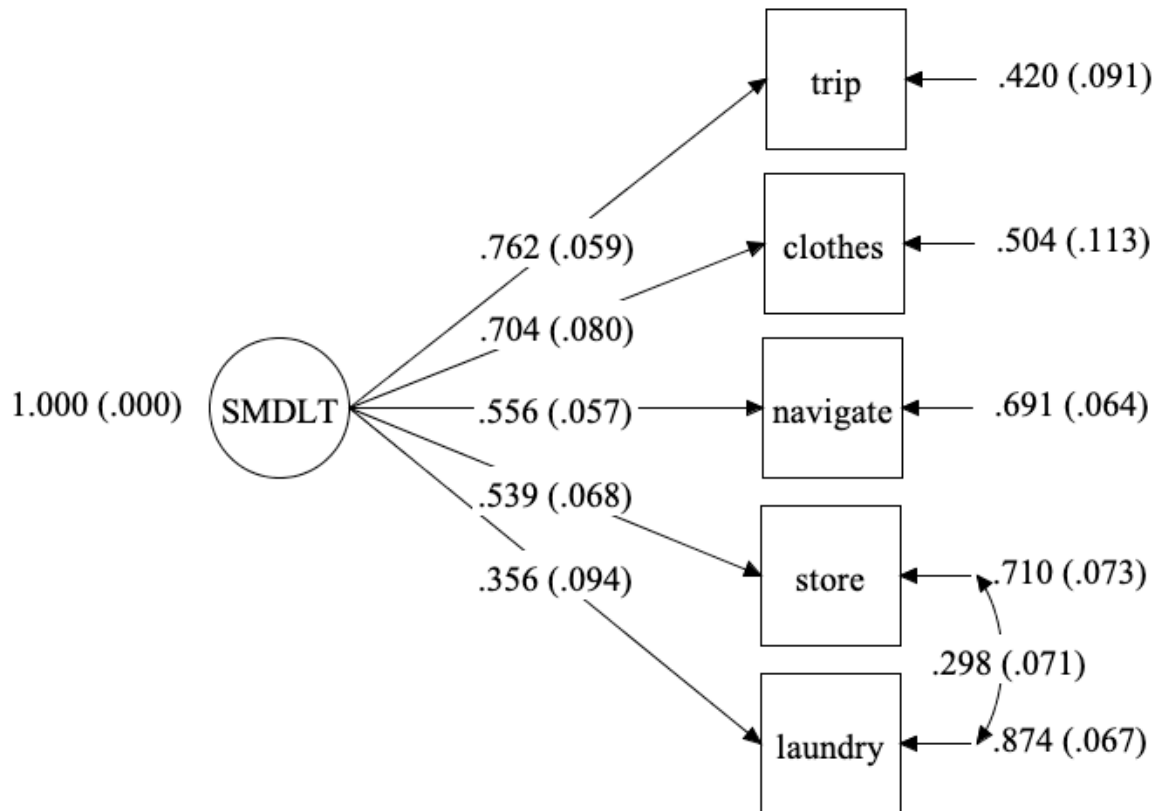 trip
.420 (.091)
clothes
.504 (.113)
.762 (.059)
.704 (.080)
1.000 (.000)
SMDLT
.556 (.057)
navigate
.691 (.064)
.539 (.068)
.356 (.094)
store
.710 (.073)
.298 (.071)
laundry
.874 (.067)